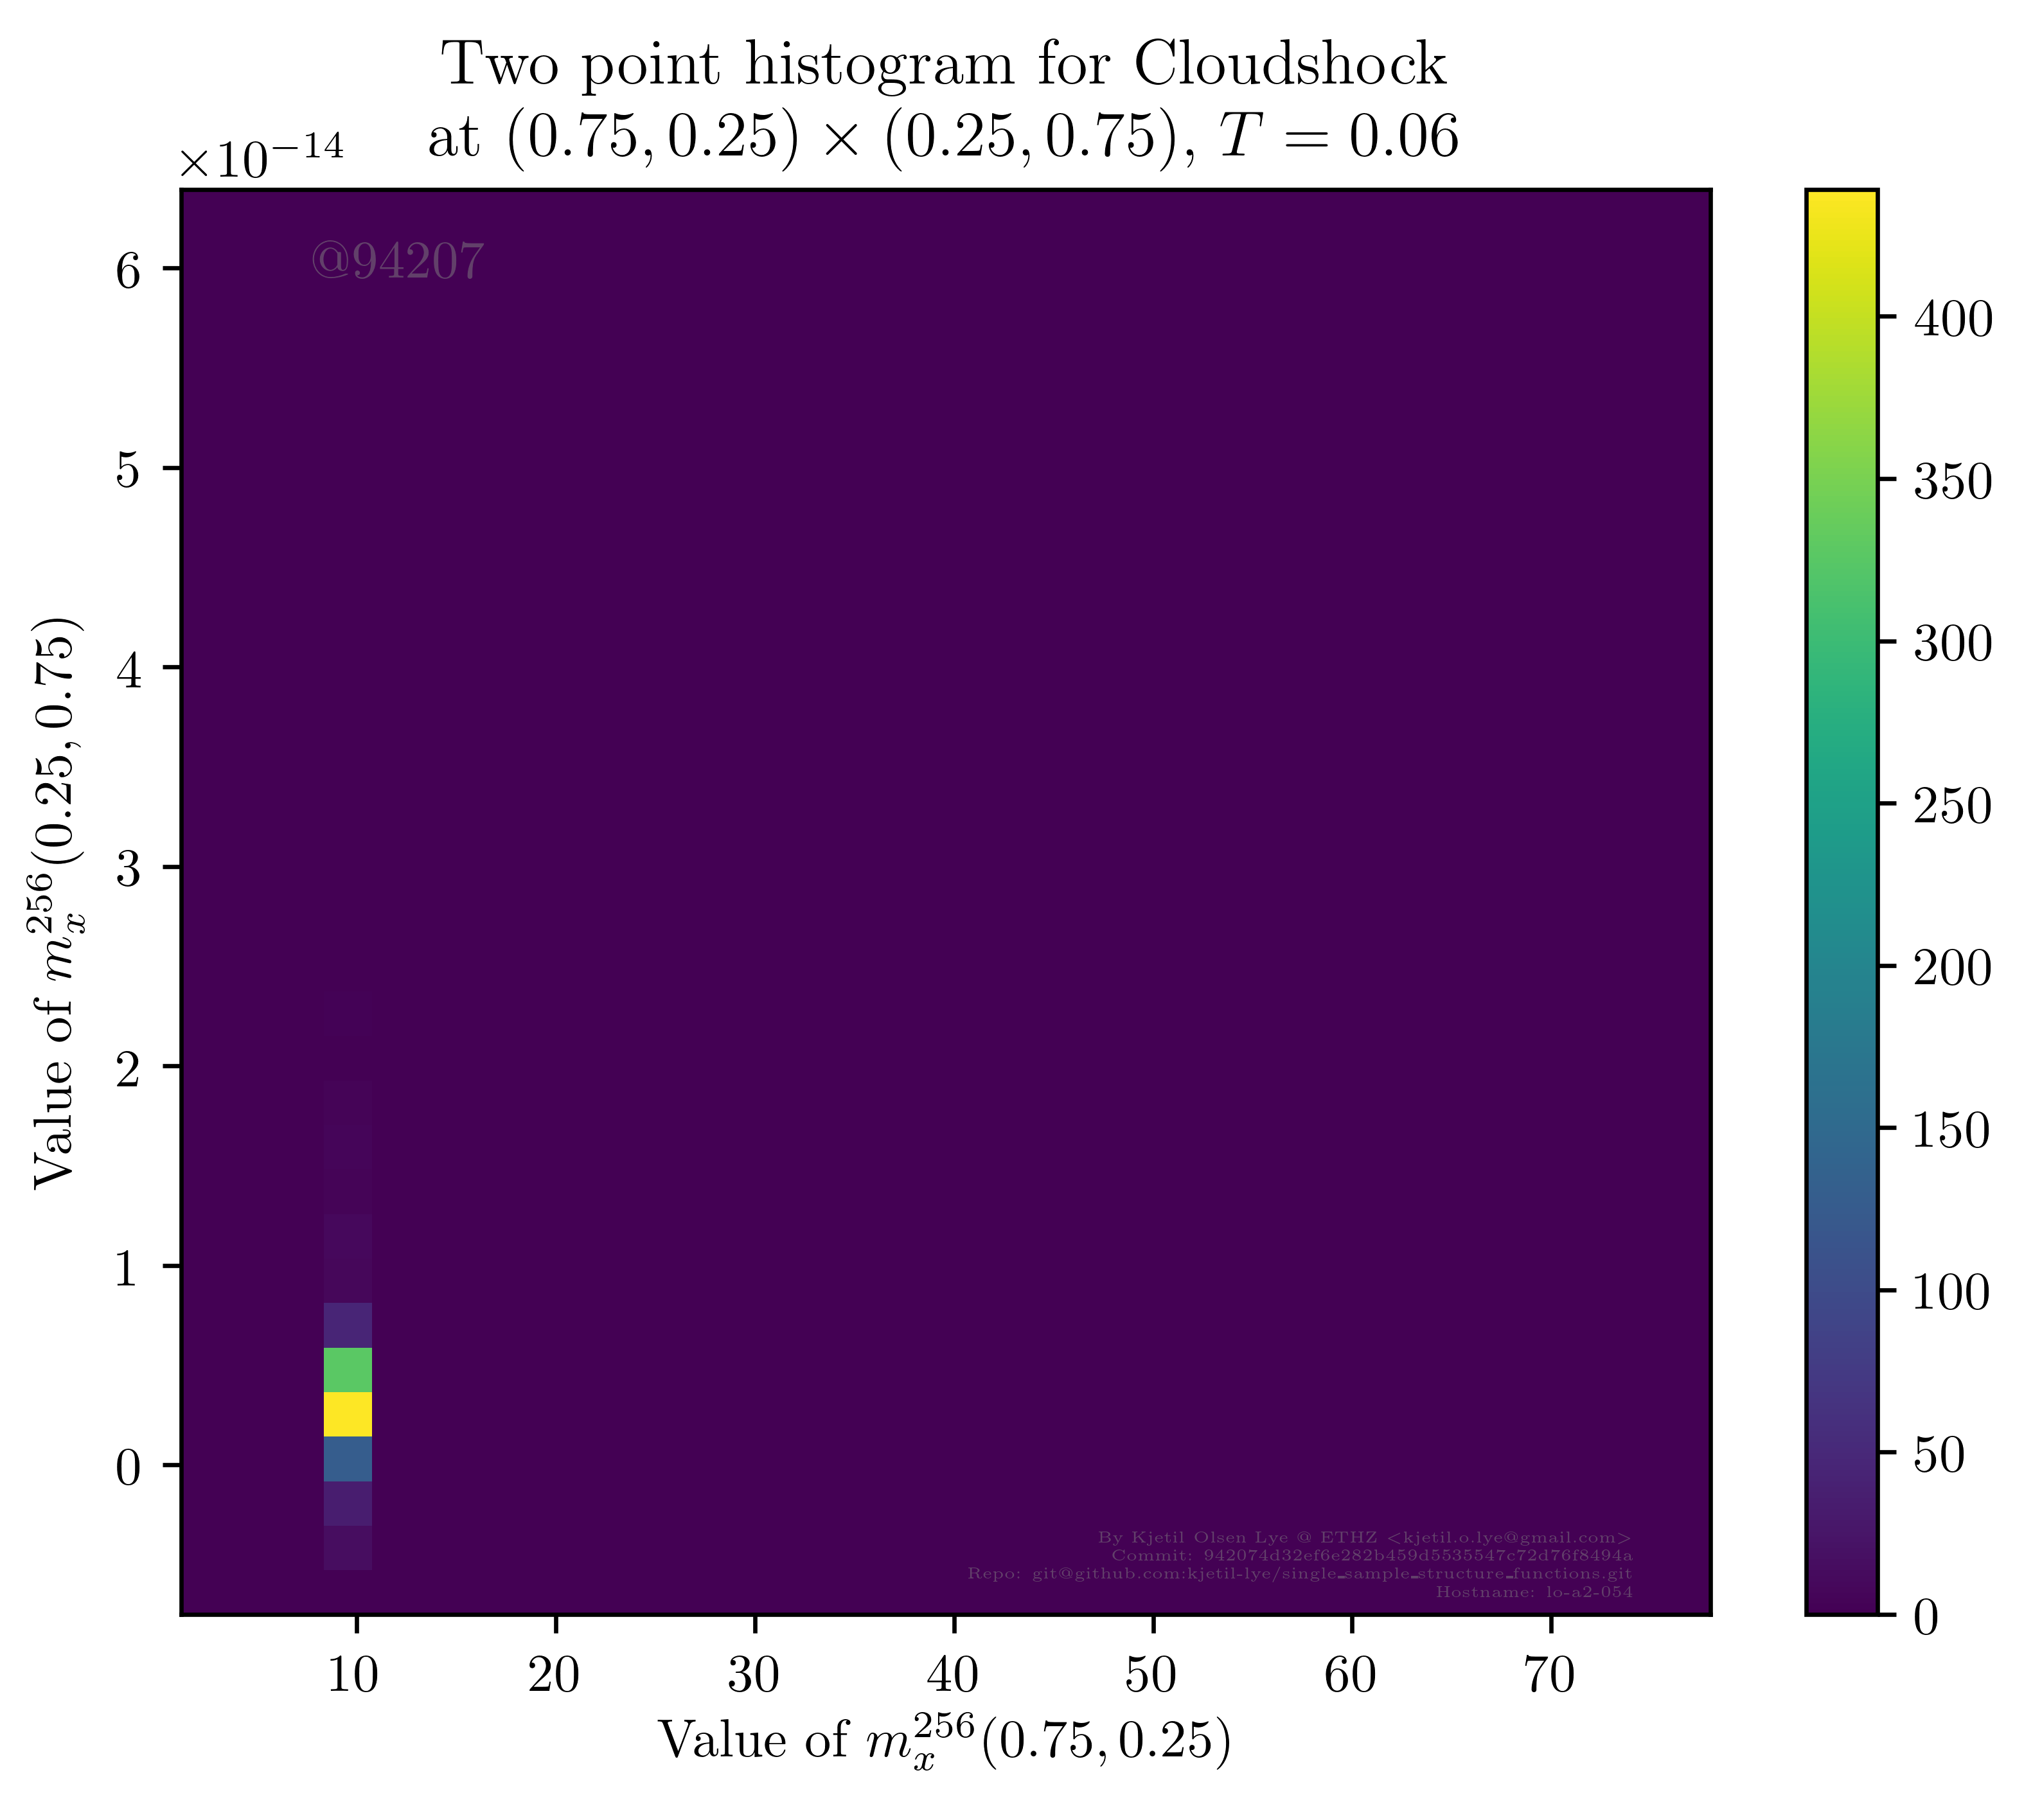 Two point histogram for Cloudshock
at (0.75, 0.25) × (0.25, 0.75), T = 0.06
×10⁻¹⁴
@94207
6
5
4
3
2
1
0
Value of mₓ²⁵⁶(0.25, 0.75)
10 20 30 40 50 60 70
Value of mₓ²⁵⁶(0.75, 0.25)
400
350
300
250
200
150
100
50
0
By Kjetil Olsen Lye @ ETHZ <kjetil.o.lye@gmail.com>
Commit: 942074d32ef6e282b459d5535547c72d76f8494a
Repo: git@github.com:kjetil-lye/single_sample_structure_functions.git
Hostname: lo-a2-054